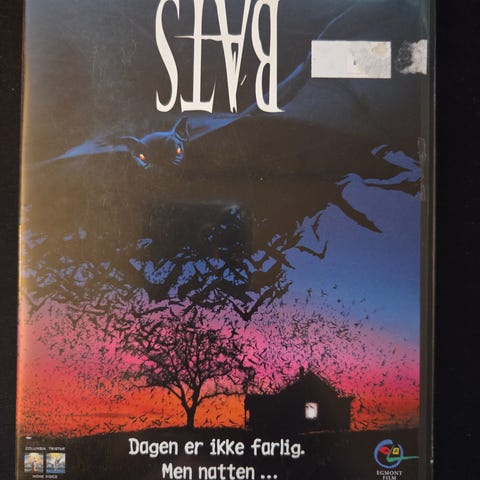 BATS
Dagen er ikke farlig.
Men natten ...
COLUMBIA TRISTAR
HOME VIDEO
EGMONT
FILM